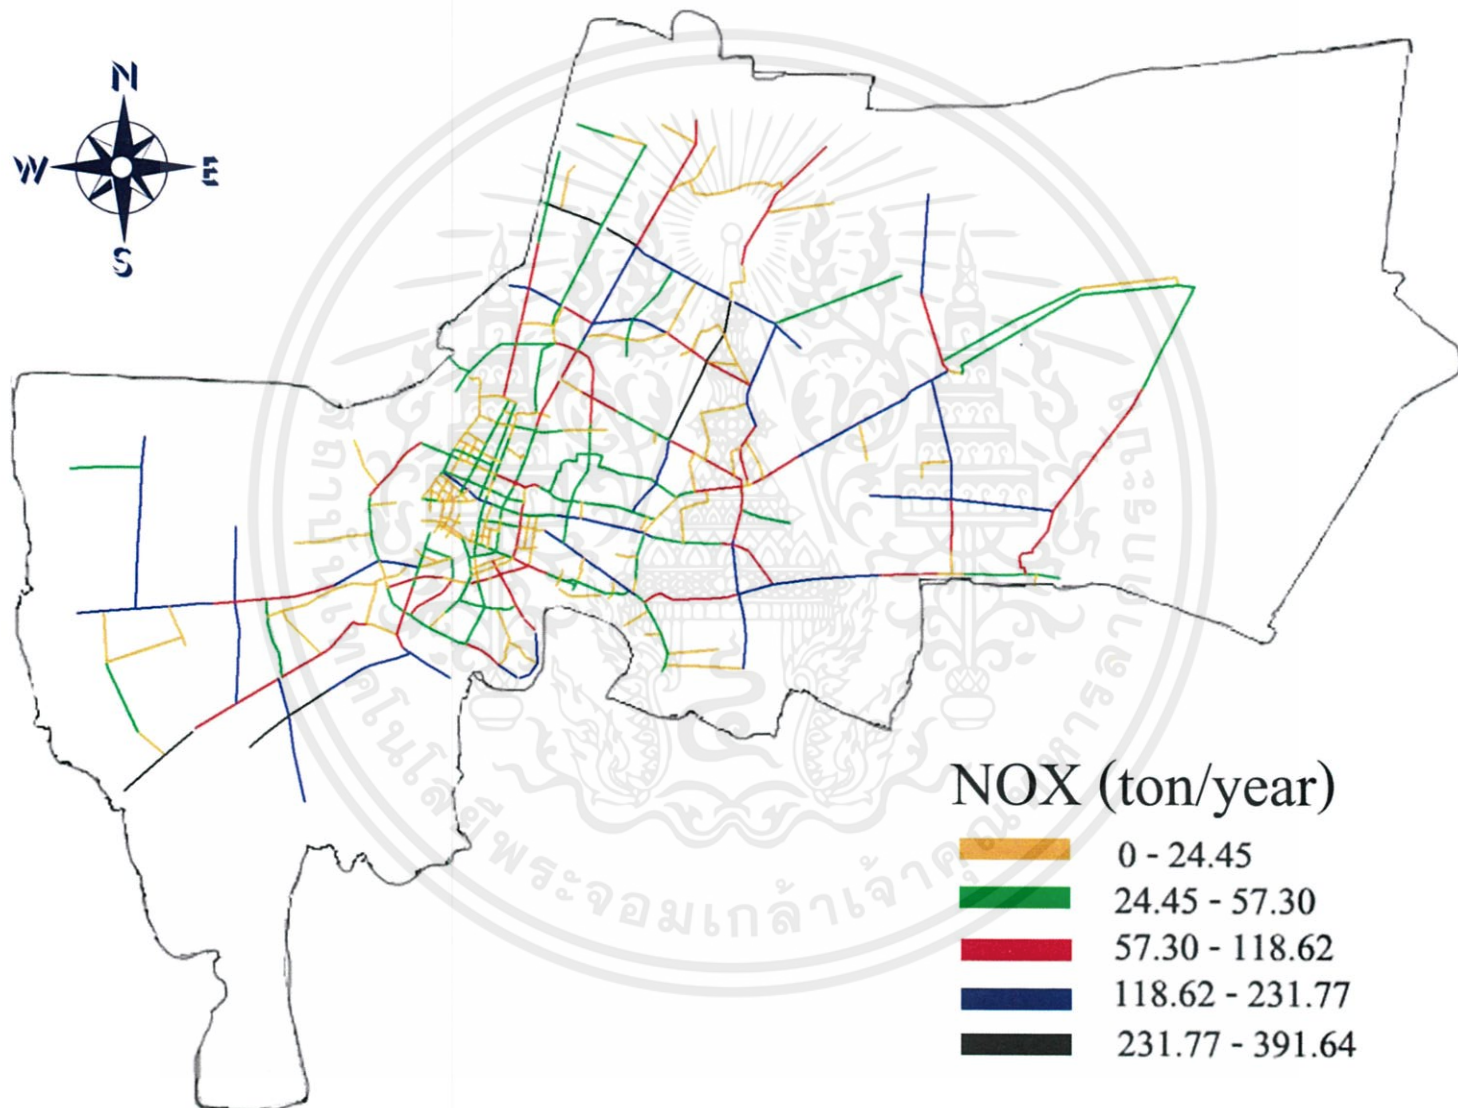 N
W E
S
NOX (ton/year)
0 - 24.45
24.45 - 57.30
57.30 - 118.62
118.62 - 231.77
231.77 - 391.64